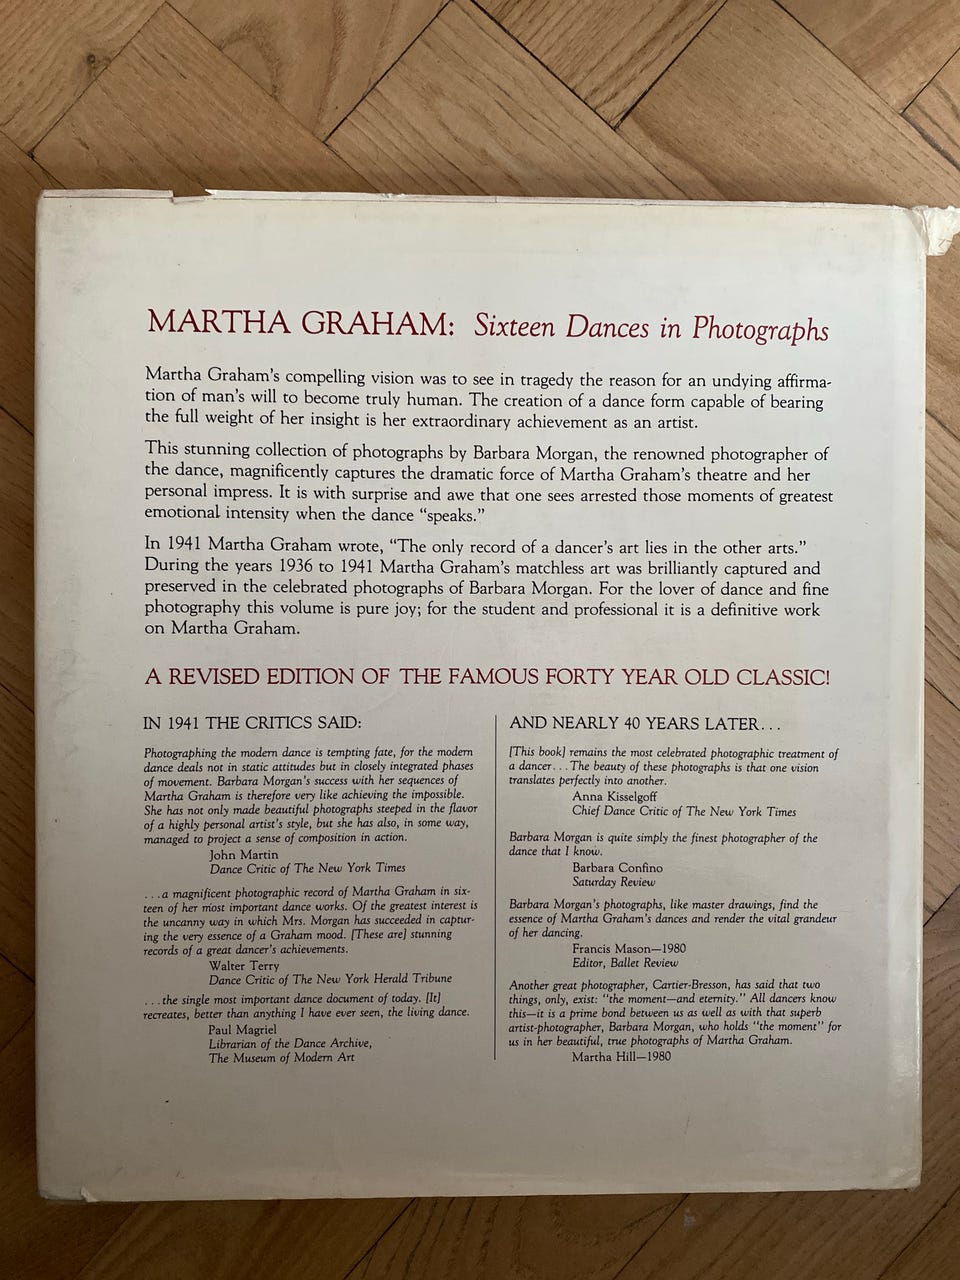 MARTHA GRAHAM: Sixteen Dances in Photographs
Martha Graham's compelling vision was to see in tragedy the reason for an undying affirma-
tion of man's will to become truly human. The creation of a dance form capable of bearing
the full weight of her insight is her extraordinary achievement as an artist.
This stunning collection of photographs by Barbara Morgan, the renowned photographer of
the dance, magnificently captures the dramatic force of Martha Graham's theatre and her
personal impress. It is with surprise and awe that one sees arrested those moments of greatest
emotional intensity when the dance "speaks."
In 1941 Martha Graham wrote, "The only record of a dancer's art lies in the other arts."
During the years 1936 to 1941 Martha Graham's matchless art was brilliantly captured and
preserved in the celebrated photographs of Barbara Morgan. For the lover of dance and fine
photography this volume is pure joy; for the student and professional it is a definitive work
on Martha Graham.
A REVISED EDITION OF THE FAMOUS FORTY YEAR OLD CLASSIC!
IN 1941 THE CRITICS SAID:
Photographing the modern dance is tempting fate, for the modern
dance deals not in static attitudes but in closely integrated phases
of movement. Barbara Morgan's success with her sequences of
Martha Graham is therefore very like achieving the impossible.
She has not only made beautiful photographs steeped in the flavor
of a highly personal artist's style, but she has also, in some way,
managed to project a sense of composition in action.
John Martin
Dance Critic of The New York Times
...a magnificent photographic record of Martha Graham in six-
teen of her most important dance works. Of the greatest interest is
the uncanny way in which Mrs. Morgan has succeeded in captur-
ing the very essence of a Graham mood. [These are] stunning
records of a great dancer's achievements.
Walter Terry
Dance Critic of The New York Herald Tribune
...the single most important dance document of today. [It]
recreates, better than anything I have ever seen, the living dance.
Paul Magriel
Librarian of the Dance Archive,
The Museum of Modern Art
AND NEARLY 40 YEARS LATER...
[This book] remains the most celebrated photographic treatment of
a dancer...The beauty of these photographs is that one vision
translates perfectly into another.
Anna Kisselgoff
Chief Dance Critic of The New York Times
Barbara Morgan is quite simply the finest photographer of the
dance that I know.
Barbara Confino
Saturday Review
Barbara Morgan's photographs, like master drawings, find the
essence of Martha Graham's dances and render the vital grandeur
of her dancing.
Francis Mason—1980
Editor, Ballet Review
Another great photographer, Cartier-Bresson, has said that two
things, only, exist: "the moment—and eternity." All dancers know
this—it is a prime bond between us as well as with that superb
artist-photographer, Barbara Morgan, who holds "the moment" for
us in her beautiful, true photographs of Martha Graham.
Martha Hill—1980